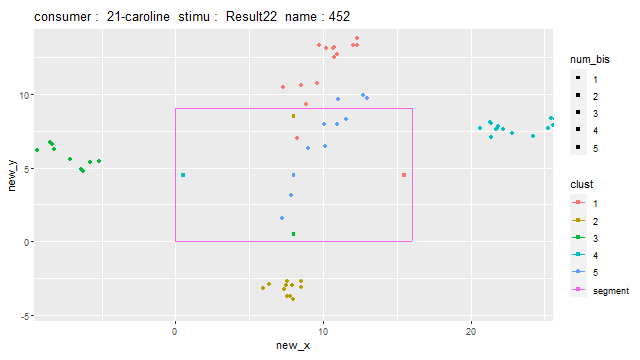 consumer :  21-caroline  stimu :  Result22  name : 452
new_y
10
5
0
-5
0
10
20
new_x
num_bis
1
2
3
4
5
clust
1
2
3
4
5
segment